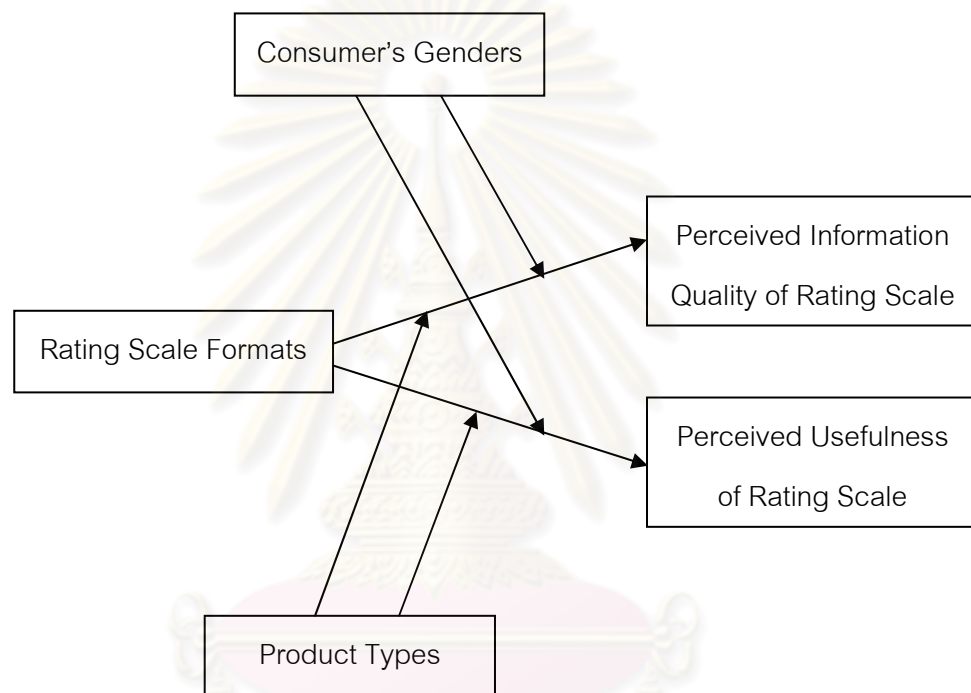 Consumer’s Genders
Perceived Information
Quality of Rating Scale
Rating Scale Formats
Perceived Usefulness
of Rating Scale
Product Types